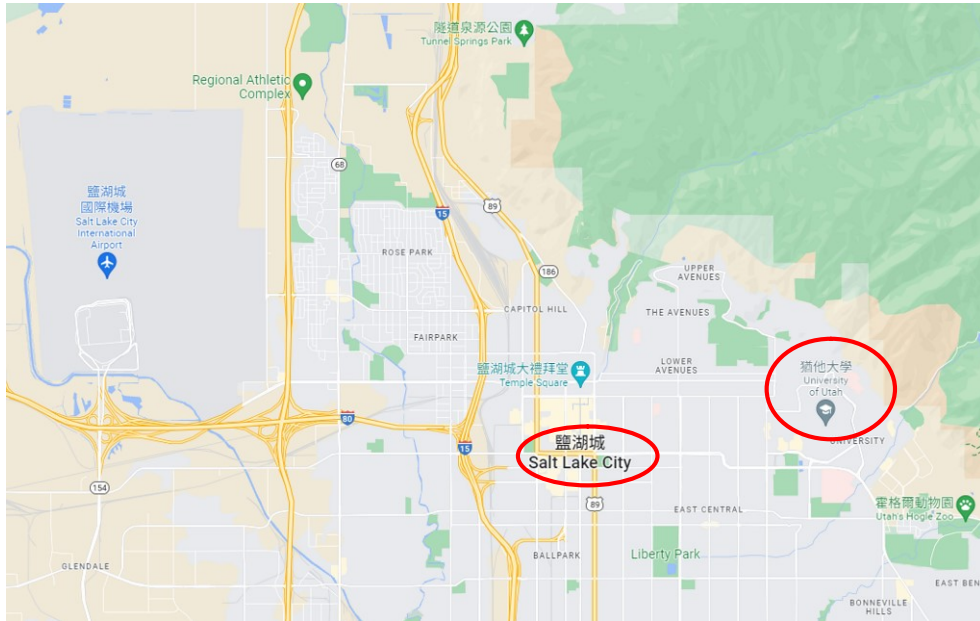 隧道泉源公園
Tunnel Springs Park
Regional Athletic
Complex
68
鹽湖城
國際機場
Salt Lake City
International
Airport
15
89
ROSE PARK
186
UPPER
AVENUES
CAPITOL HILL
THE AVENUES
FAIRPARK
鹽湖城大禮拜堂
Temple Square
LOWER
AVENUES
猶他大學
University
of Utah
80
鹽湖城
Salt Lake City
15
UNIVERSITY
154
89
EAST CENTRAL
霍格爾動物園
Utah's Hogle Zoo
GLENDALE
BALLPARK
Liberty Park
EAST BEN
BONNEVILLE
HILLS